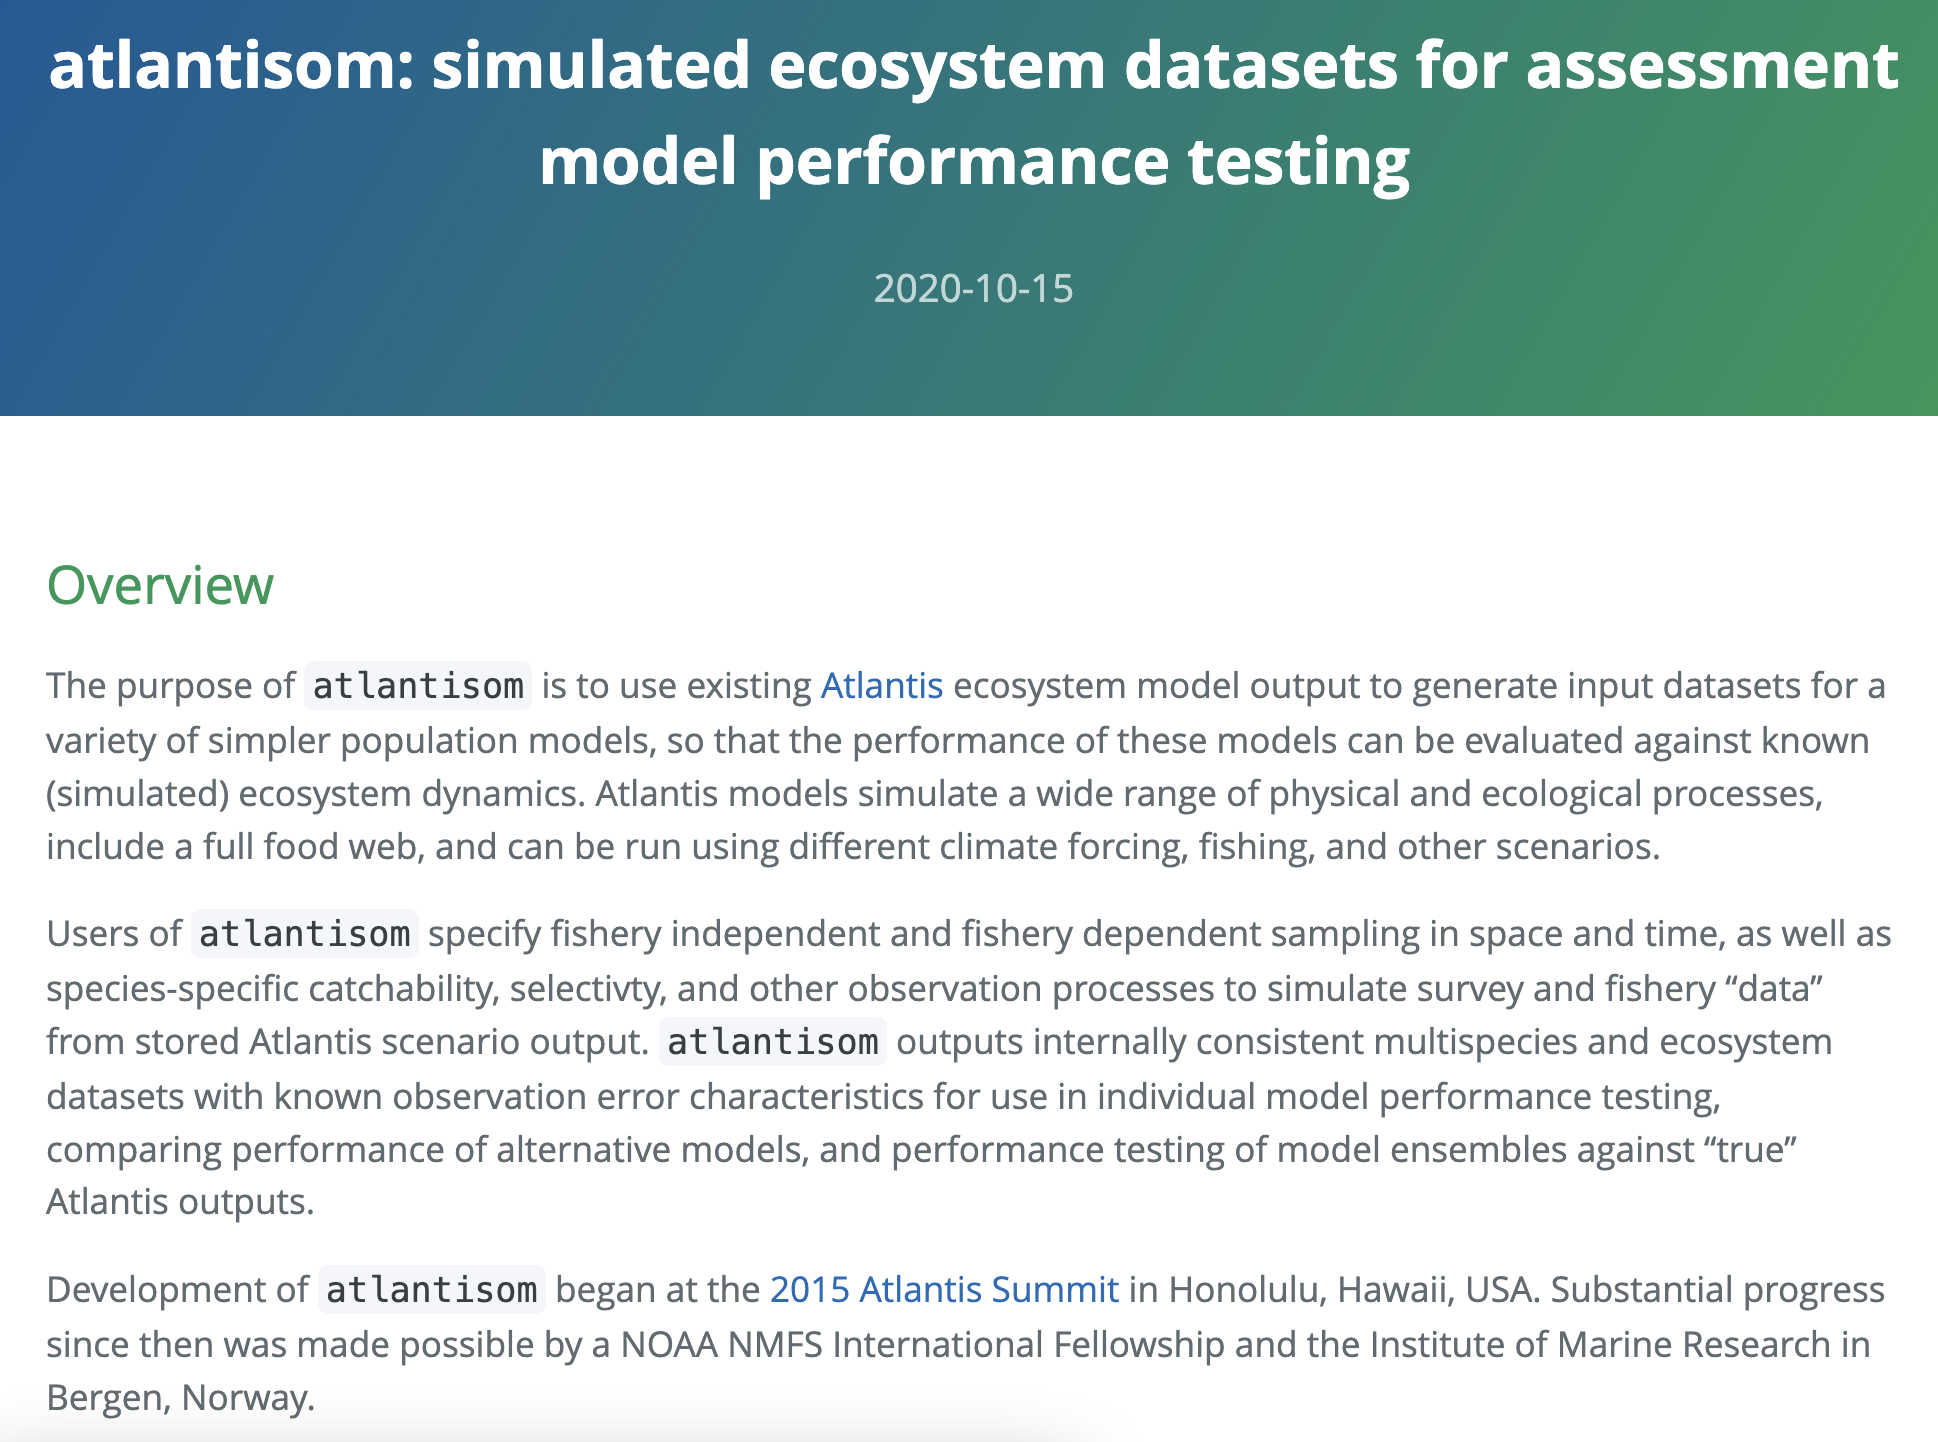 atlantisom: simulated ecosystem datasets for assessment
model performance testing
2020-10-15
Overview
The purpose of atlantisom is to use existing Atlantis ecosystem model output to generate input datasets for a
variety of simpler population models, so that the performance of these models can be evaluated against known
(simulated) ecosystem dynamics. Atlantis models simulate a wide range of physical and ecological processes,
include a full food web, and can be run using different climate forcing, fishing, and other scenarios.
Users of atlantisom specify fishery independent and fishery dependent sampling in space and time, as well as
species-specific catchability, selectivty, and other observation processes to simulate survey and fishery “data”
from stored Atlantis scenario output. atlantisom outputs internally consistent multispecies and ecosystem
datasets with known observation error characteristics for use in individual model performance testing,
comparing performance of alternative models, and performance testing of model ensembles against “true”
Atlantis outputs.
Development of atlantisom began at the 2015 Atlantis Summit in Honolulu, Hawaii, USA. Substantial progress
since then was made possible by a NOAA NMFS International Fellowship and the Institute of Marine Research in
Bergen, Norway.